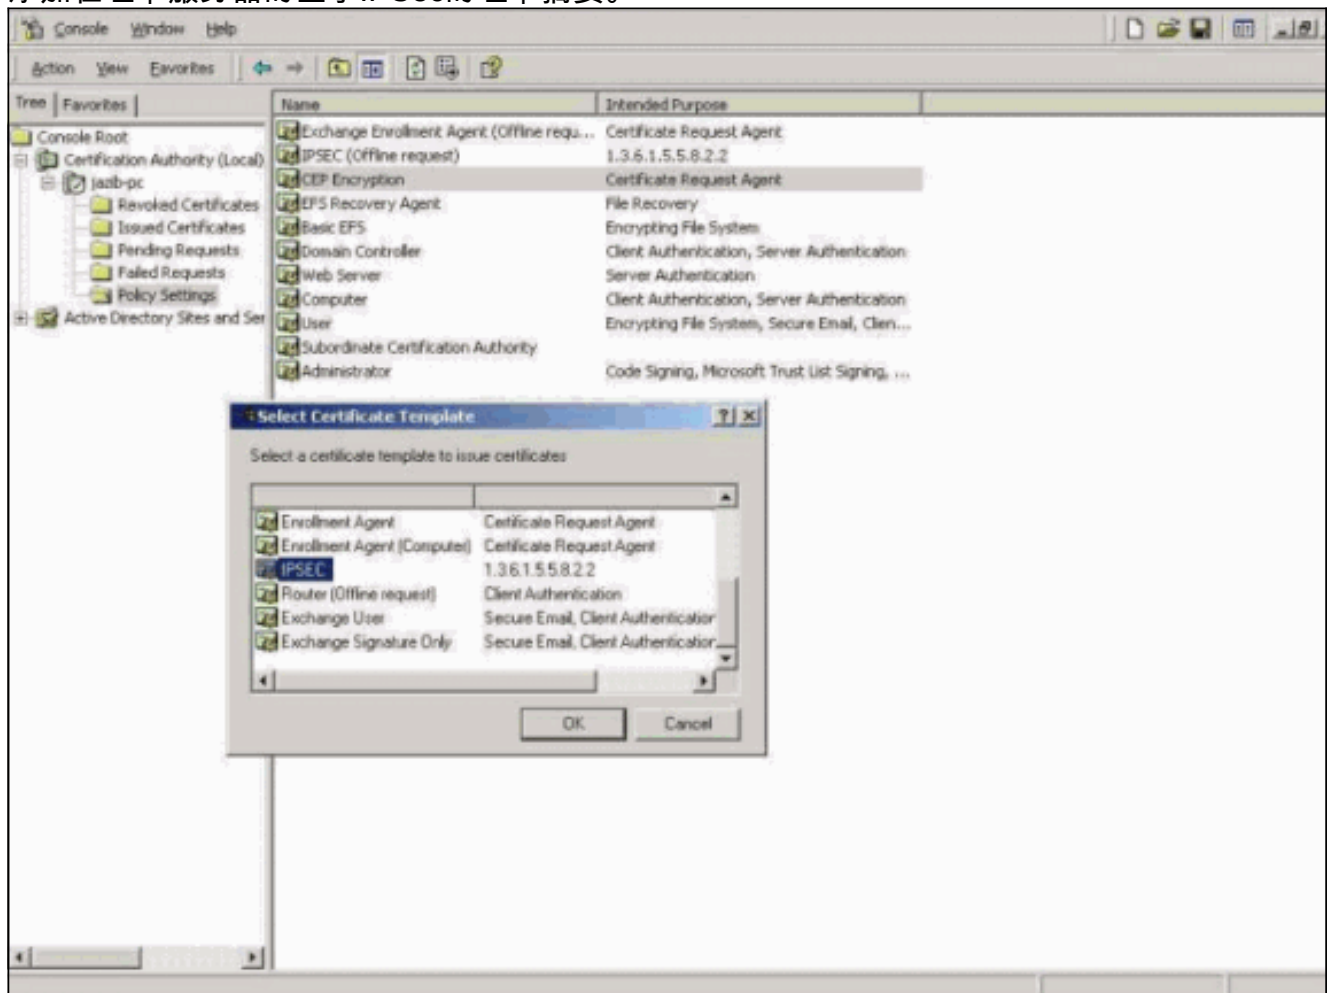 Console Window Help
Action View Favorites
Tree Favorites
Name Intended Purpose
Console Root
Certification Authority (Local)
jazib-pc
Revoked Certificates
Issued Certificates
Pending Requests
Failed Requests
Policy Settings
Active Directory Sites and Ser
Exchange Enrollment Agent (Offline requ... Certificate Request Agent
IPSEC (Offline request) 1.3.6.1.5.5.8.2.2
CEP Encryption Certificate Request Agent
EFS Recovery Agent File Recovery
Basic EFS Encrypting File System
Domain Controller Client Authentication, Server Authentication
Web Server Server Authentication
Computer Client Authentication, Server Authentication
User Encrypting File System, Secure Email, Clien...
Subordinate Certification Authority
Administrator Code Signing, Microsoft Trust List Signing, ...
Select Certificate Template
Select a certificate template to issue certificates
Enrollment Agent Certificate Request Agent
Enrollment Agent (Computer) Certificate Request Agent
IPSEC 1.3.6.1.5.5.8.2.2
Router (Offline request) Client Authentication
Exchange User Secure Email, Client Authentication
Exchange Signature Only Secure Email, Client Authentication
OK Cancel